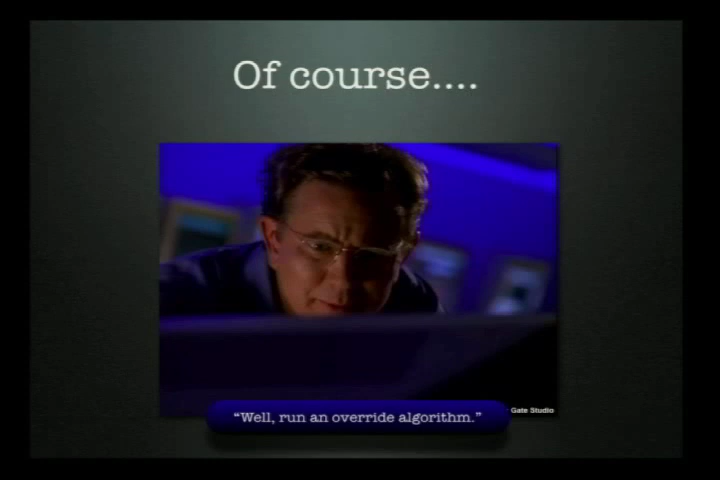 Of course....
Gate Studio
“Well, run an override algorithm.”